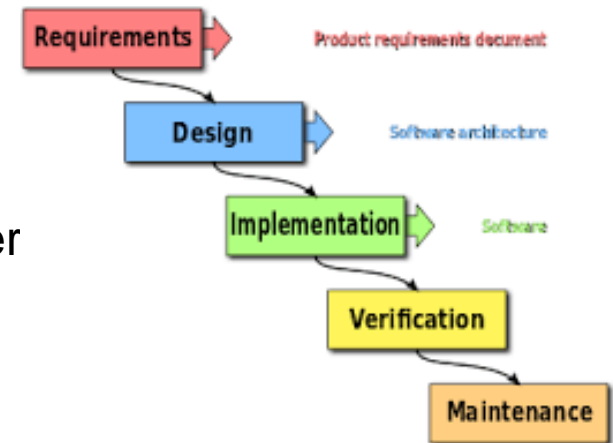 Requirements
Product requirements document
Design
Software architecture
er
Implementation
Software
Verification
Maintenance